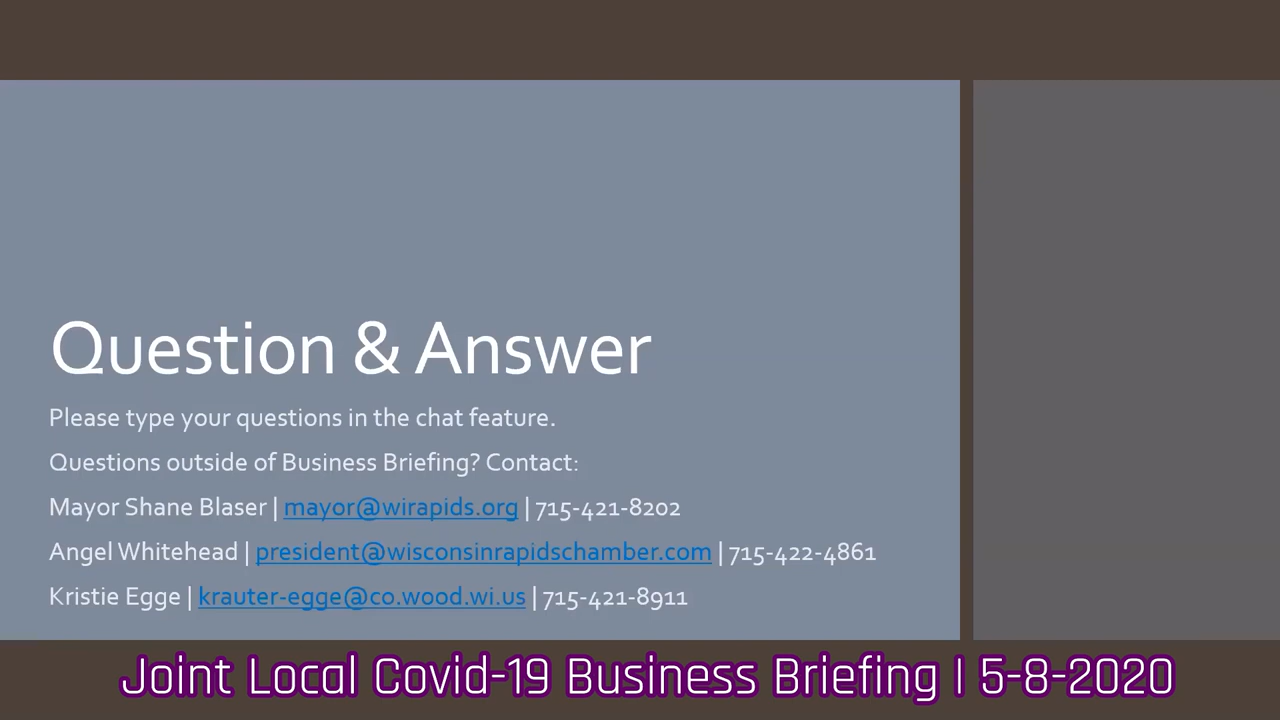 Question & Answer
Please type your questions in the chat feature.
Questions outside of Business Briefing? Contact:
Mayor Shane Blaser | mayor@wirapids.org | 715-421-8202
Angel Whitehead | president@wisconsinrapidschamber.com | 715-422-4861
Kristie Egge | krauter-egge@co.wood.wi.us | 715-421-8911
Joint Local Covid-19 Business Briefing | 5-8-2020